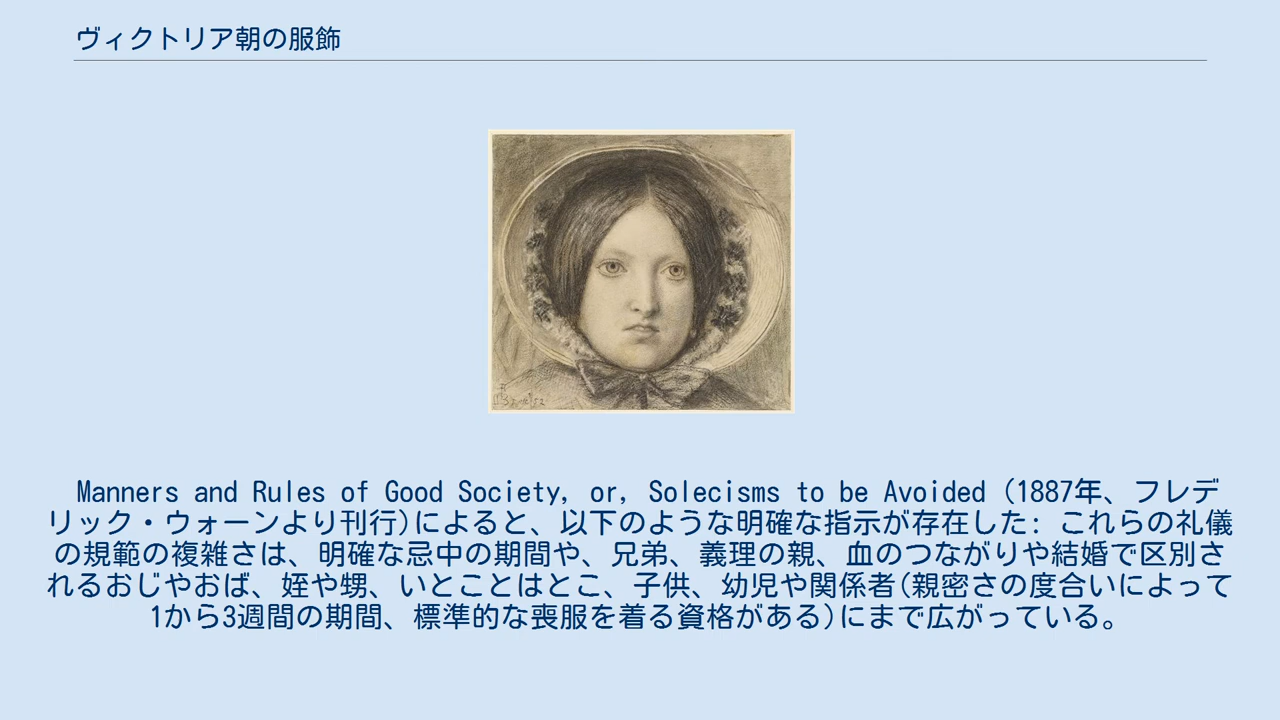 ヴィクトリア朝の服飾
Manners and Rules of Good Society, or, Solecisms to be Avoided (1887年、フレデ
リック・ウォーンより刊行)によると、以下のような明確な指示が存在した: これらの礼儀
の規範の複雑さは、明確な忌中の期間や、兄弟、義理の親、血のつながりや結婚で区別さ
れるおじやおば、姪や甥、いとことはとこ、子供、幼児や関係者(親密さの度合いによって
1から3週間の期間、標準的な喪服を着る資格がある)にまで広がっている。